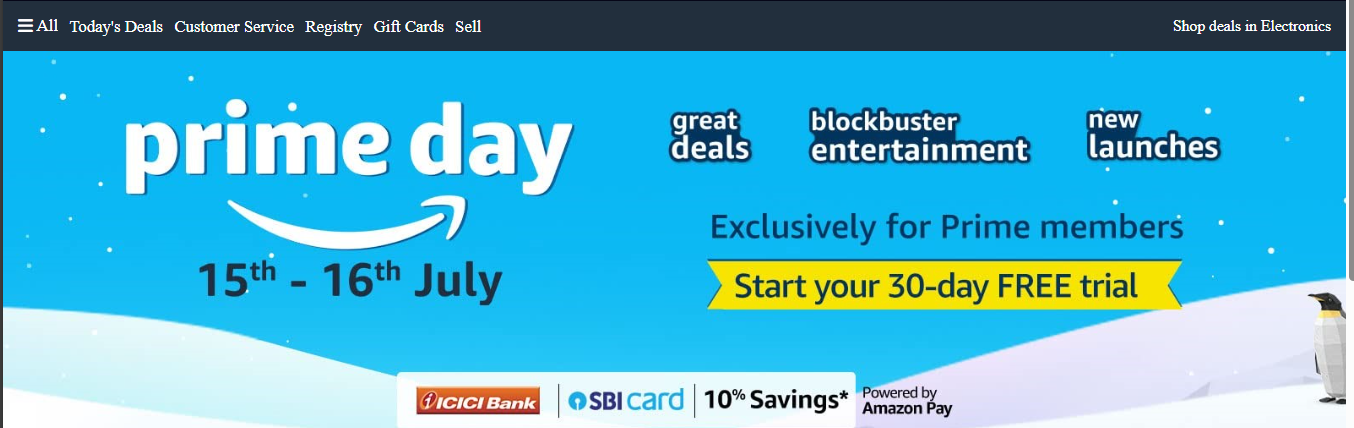 All Today's Deals Customer Service Registry Gift Cards Sell Shop deals in Electronics
prime day
15th - 16th July
great
deals
blockbuster
entertainment
new
launches
Exclusively for Prime members
Start your 30-day FREE trial
ICICI Bank SBI card 10% Savings*
Powered by
Amazon Pay